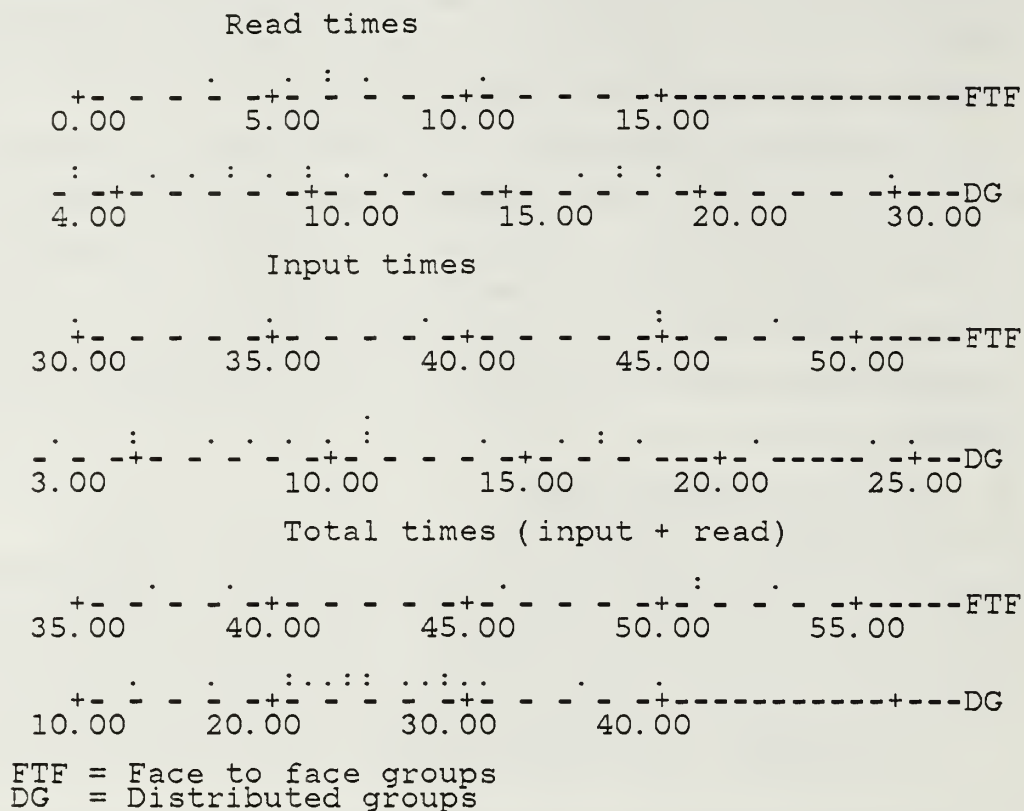 Read times
. . : . .
+- - - - -+- - - - -+- - - - -+---------------FTF
0.00 5.00 10.00 15.00
: . . : . : . . . . : : .
- - -+- - - - -+- - - - -+- - - - -+- - - - -+---DG
4.00 10.00 15.00 20.00 30.00
Input times
. . . : .
+- - - - -+- - - - -+- - - - -+- - - - -+-----FTF
30.00 35.00 40.00 45.00 50.00
. : . . . . : . . : . . . .
- - -+- - - - -+- - - - -+- - - ---+- -----+---DG
3.00 10.00 15.00 20.00 25.00
Total times (input + read)
. . . : .
+- - - - -+- - - - -+- - - - -+- - - - -+-----FTF
35.00 40.00 45.00 50.00 55.00
. . : . . : : . . : . . . .
+- - - - -+- - - - -+- - - - -+-----------+---DG
10.00 20.00 30.00 40.00
FTF = Face to face groups
DG = Distributed groups